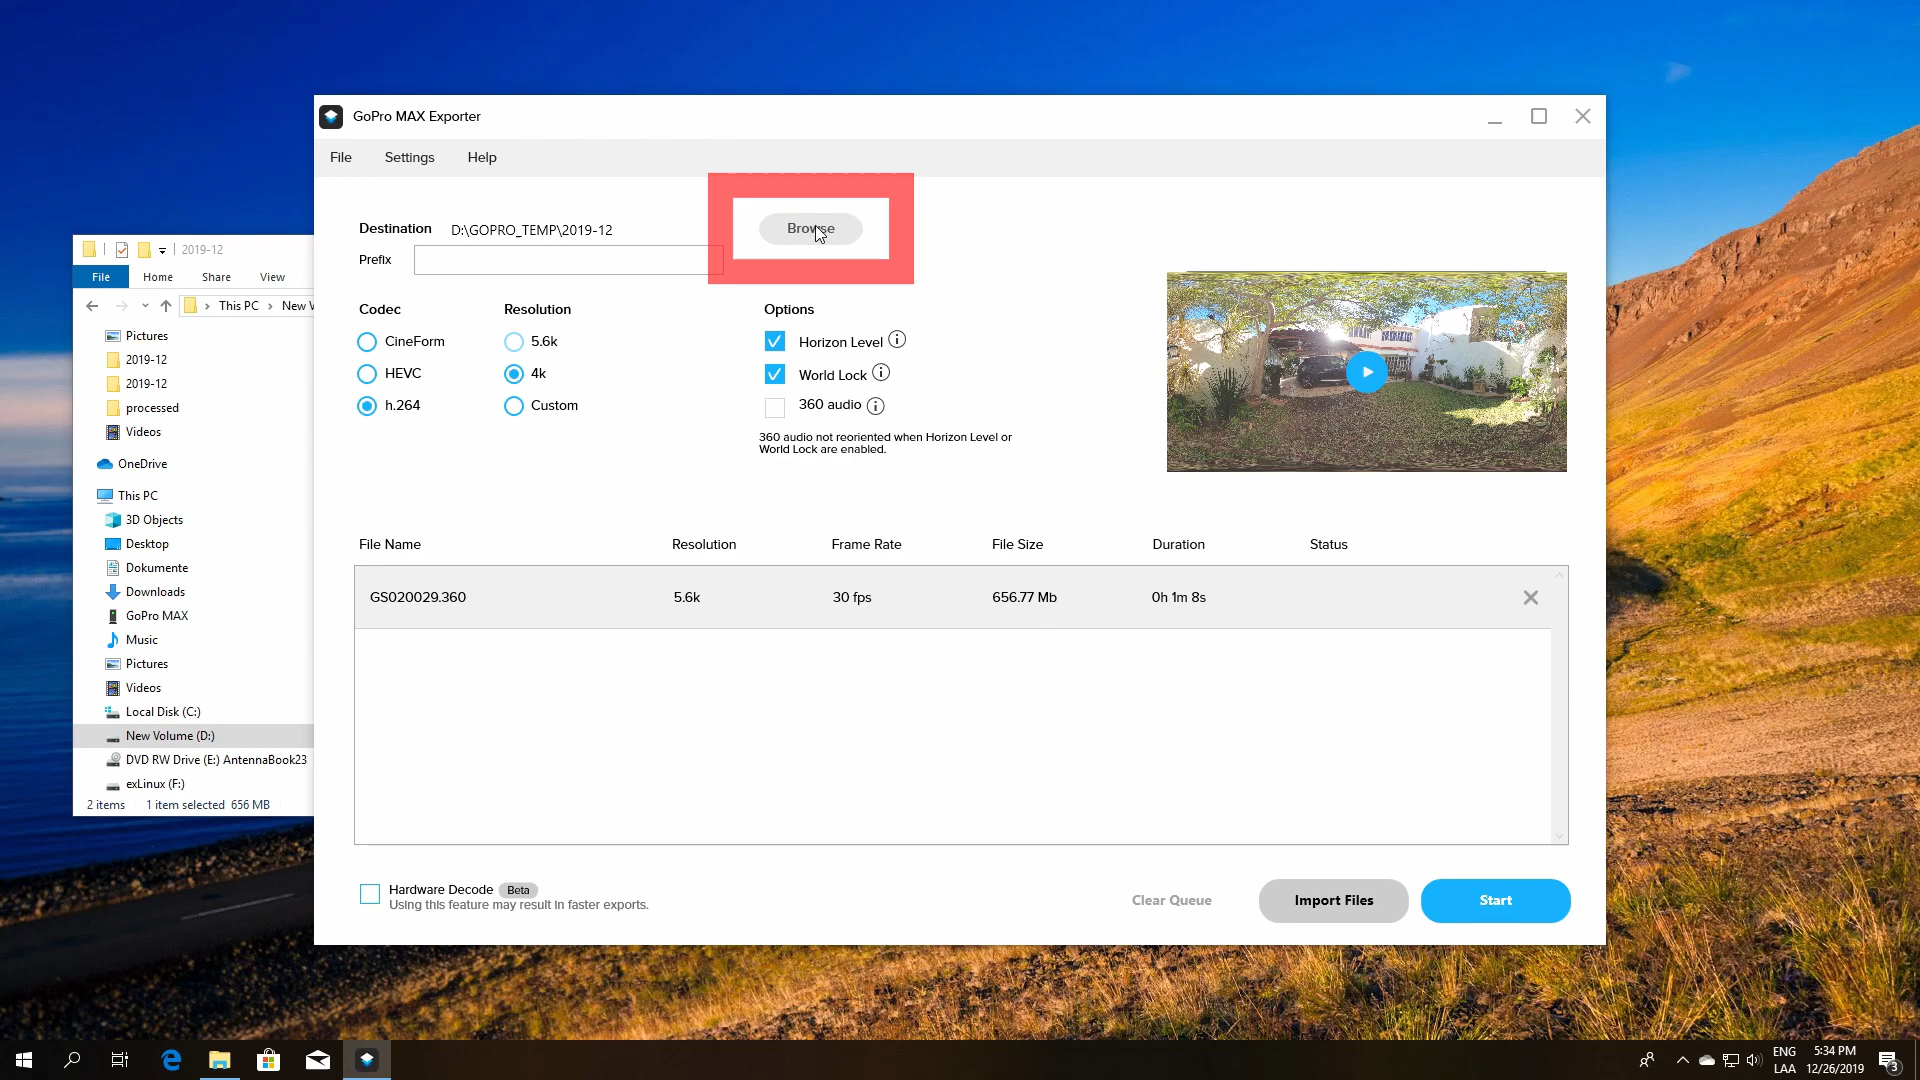 GoPro MAX Exporter
File Settings Help
Destination D:\GOPRO_TEMP\2019-12 Browse
Prefix
Codec Resolution Options
CineForm 5.6k Horizon Level
HEVC 4k World Lock
h.264 Custom 360 audio
360 audio not reoriented when Horizon Level or
World Lock are enabled.
File Name Resolution Frame Rate File Size Duration Status
GS020029.360 5.6k 30 fps 656.77 Mb 0h 1m 8s
Hardware Decode Beta
Using this feature may result in faster exports.
Clear Queue Import Files Start
2019-12
File Home Share View
This PC > New V
Pictures
2019-12
2019-12
processed
Videos
OneDrive
This PC
3D Objects
Desktop
Dokumente
Downloads
GoPro MAX
Music
Pictures
Videos
Local Disk (C:)
New Volume (D:)
DVD RW Drive (E:) AntennaBook23
exLinux (F:)
2 items 1 item selected 656 MB
ENG 5:34 PM
LAA 12/26/2019
3